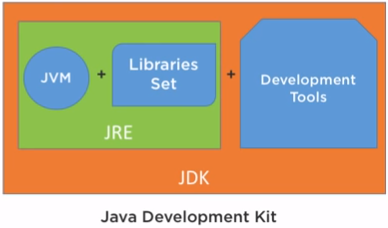 JVM
+
Libraries
Set
+
Development
Tools
JRE
JDK
Java Development Kit